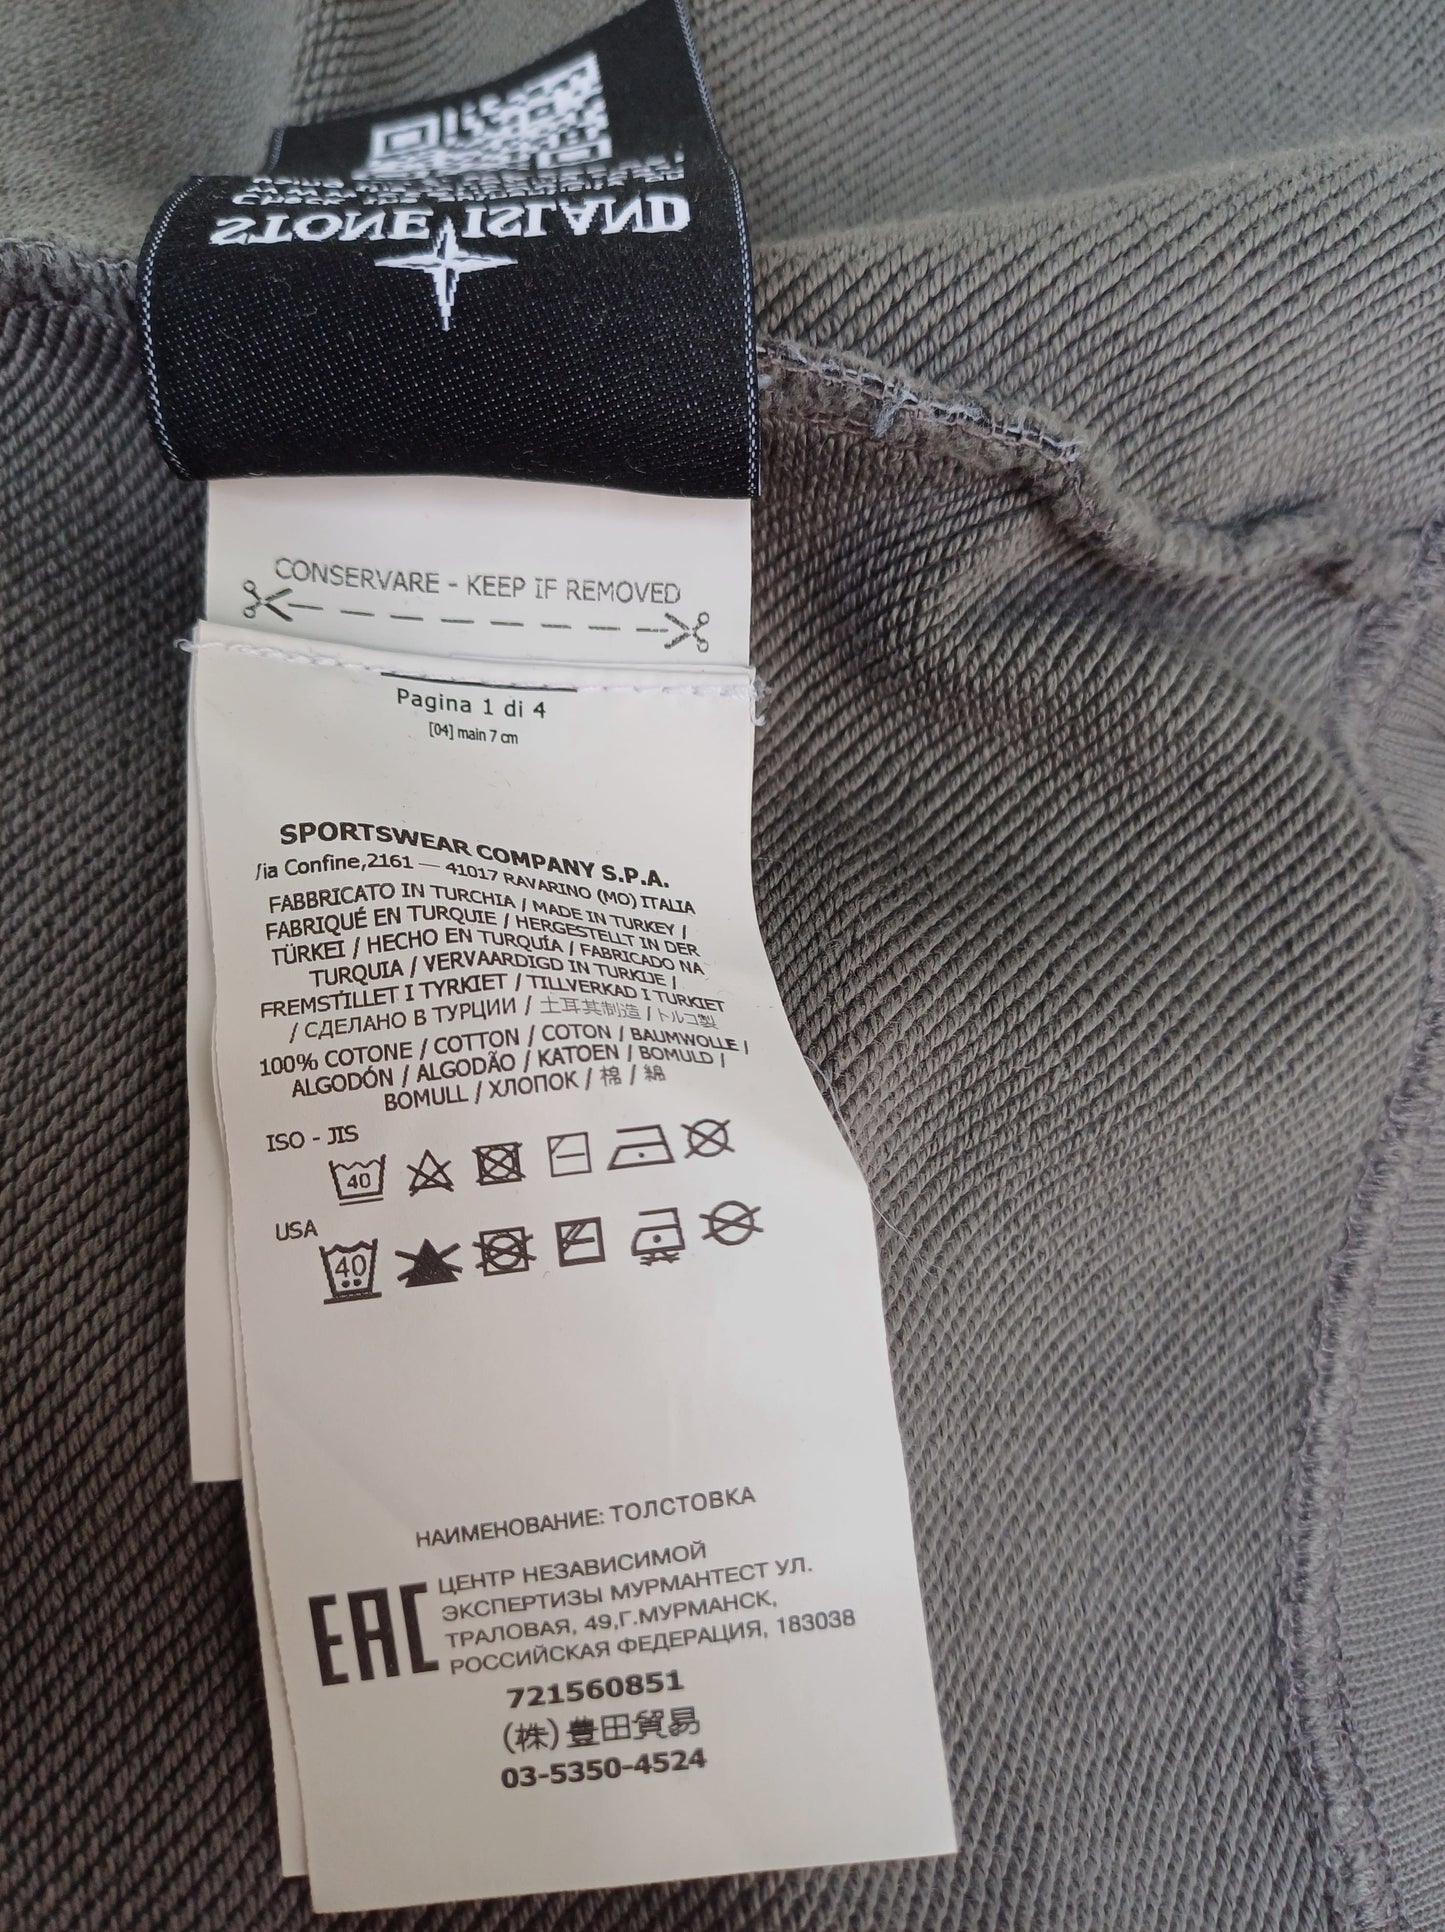 STONE ISLAND
CONSERVARE - KEEP IF REMOVED
Pagina 1 di 4
[04] main 7 cm
SPORTSWEAR COMPANY S.P.A.
Confine,2161 — 41017 RAVARINO (MO) ITALIA
FABBRICATO IN TURCHIA / MADE IN TURKEY /
FABRIQUÉ EN TURQUIE / HERGESTELLT IN DER
TÜRKEI / HECHO EN TURQUÍA / FABRICADO NA
TURQUIA / VERVAARDIGD IN TURKIJE /
FREMSTILLET I TYRKIET / TILLVERKAD I TURKIET
/ СДЕЛАНО В ТУРЦИИ / 土耳其制造 / トルコ製
100% COTONE / COTTON / COTON / BAUMWOLLE /
ALGODÓN / ALGODÃO / KATOEN / BOMULD /
BOMULL / ХЛОПОК / 棉 / 綿
ISO - JIS
40
USA
40
НАИМЕНОВАНИЕ: ТОЛСТОВКА
EAC
ЦЕНТР НЕЗАВИСИМОЙ
ЭКСПЕРТИЗЫ МУРМАНТЕСТ УЛ.
ТРАЛОВАЯ, 49,Г.МУРМАНСК,
РОССИЙСКАЯ ФЕДЕРАЦИЯ, 183038
721560851
(株)豊田貿易
03-5350-4524